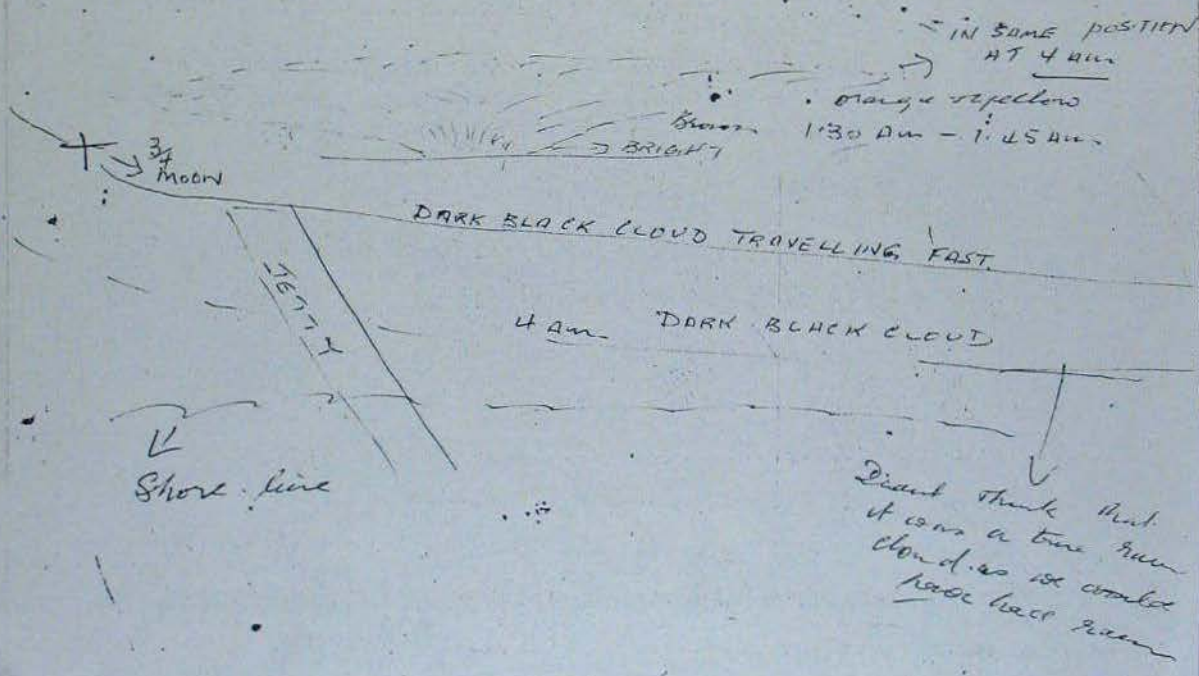 IN SAME POSITION
AT 4 AM
orange & yellow
Brown 1.30 AM - 1.45 AM
BRIGHT
3/4
MOON
DARK BLACK CLOUD TRAVELLING FAST.
JETTY
4 am DARK BLACK CLOUD
Shore line
Didnt think that
it was a true rain
cloud as we would
have had rain